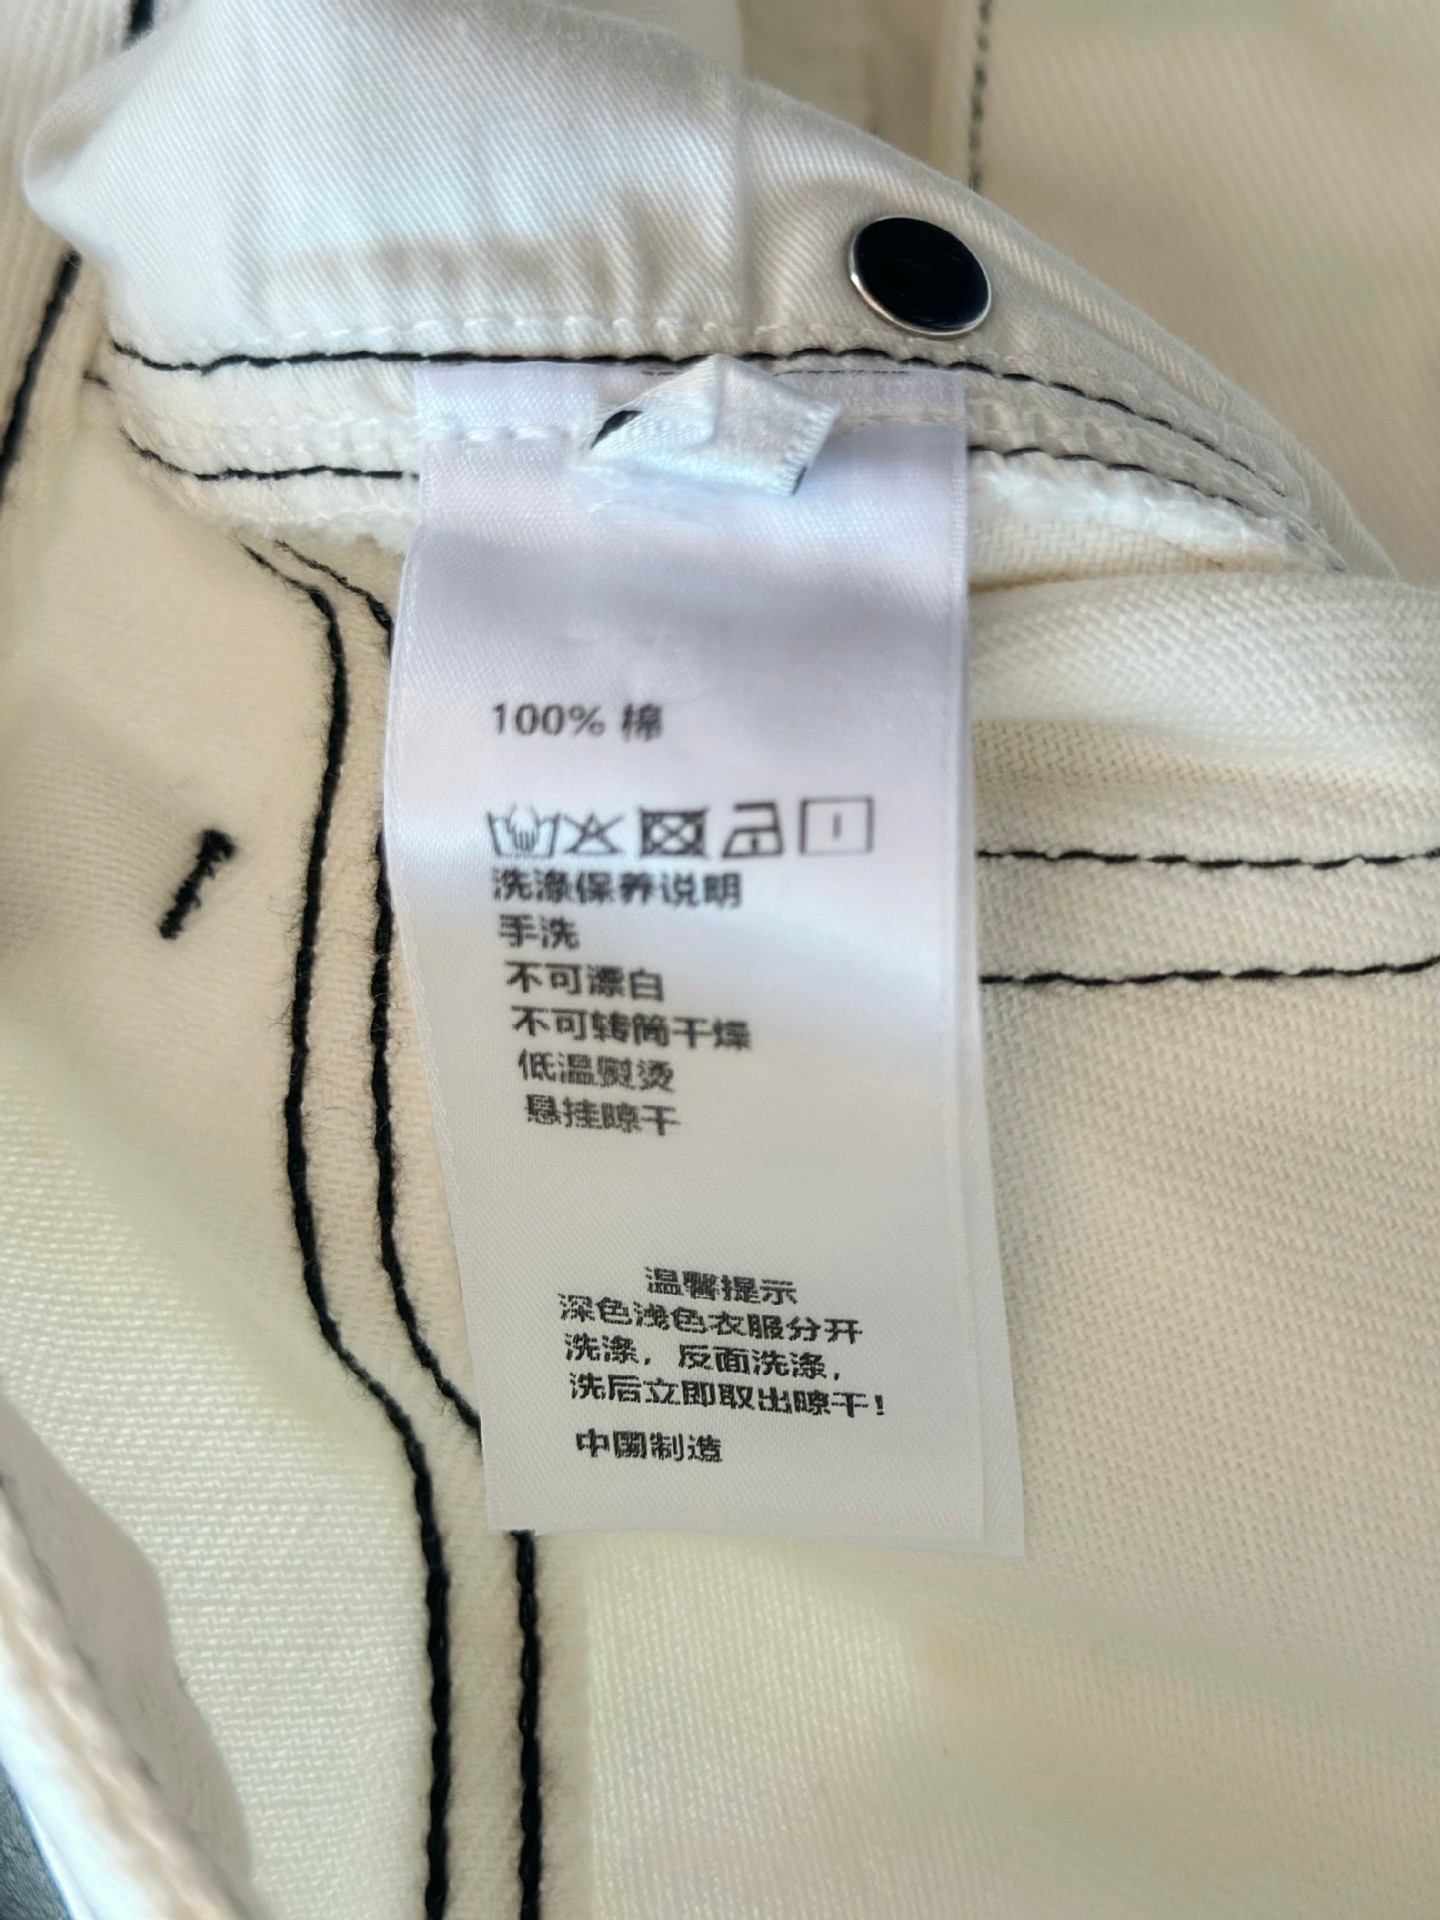 100% 棉
洗涤保养说明
手洗
不可漂白
不可转筒干燥
低温熨烫
悬挂晾干
温馨提示
深色浅色衣服分开
洗涤，反面洗涤，
洗后立即取出晾干！
中国制造